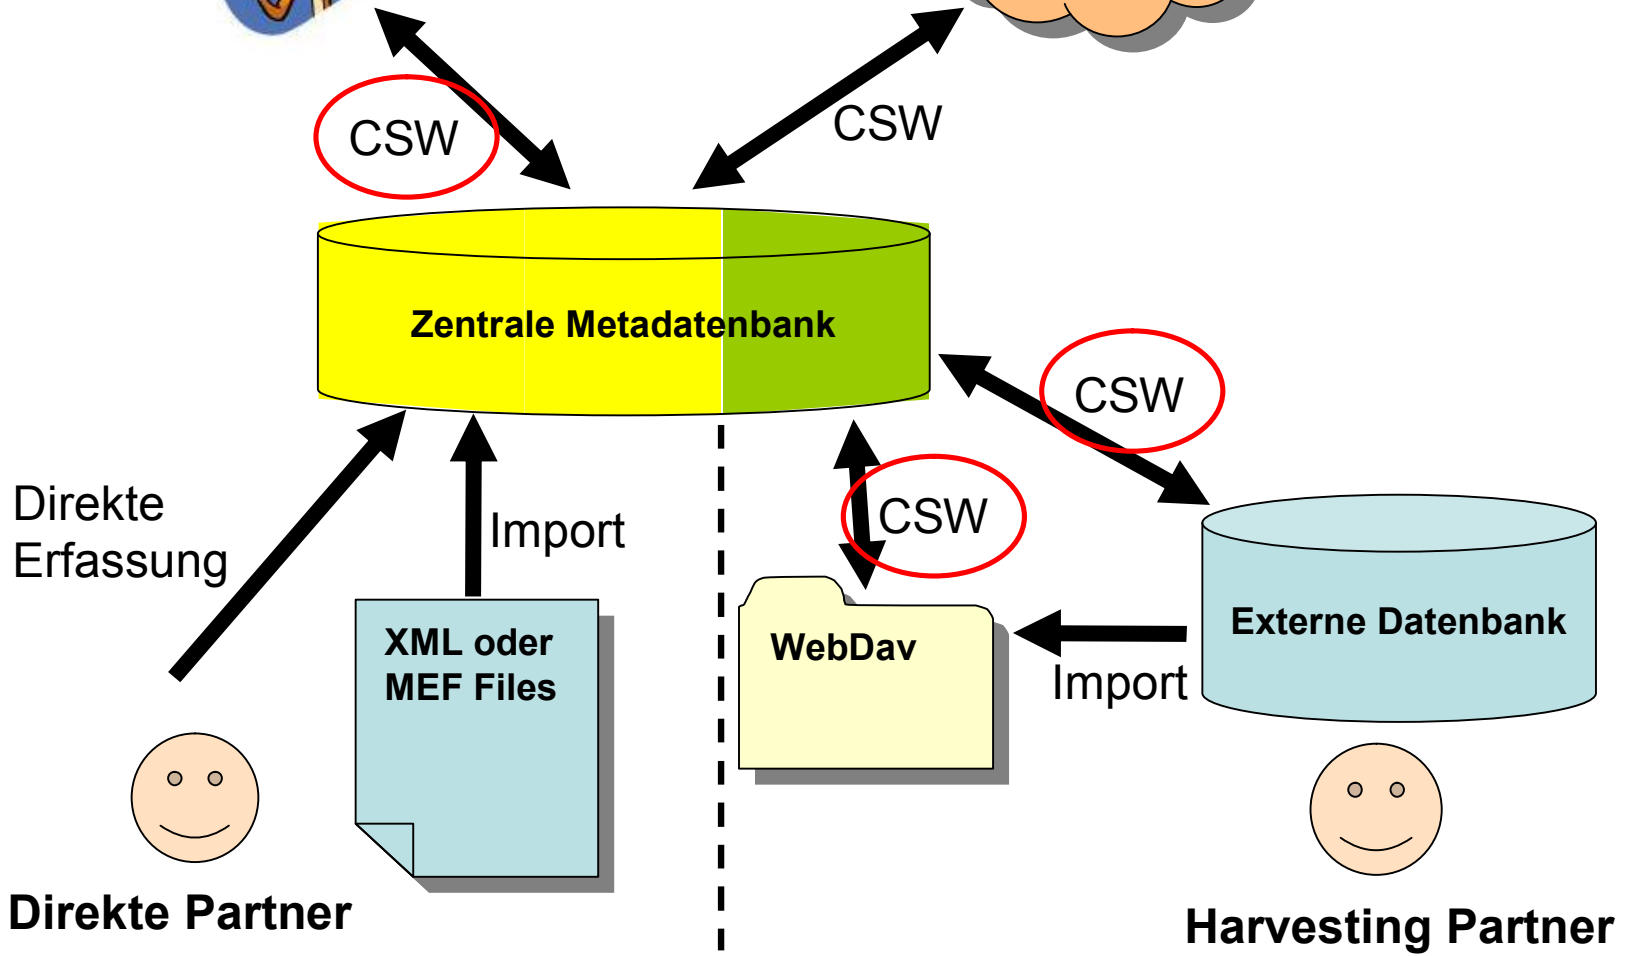 CSW
CSW
Zentrale Metadatenbank
CSW
Direkte
Erfassung
Import
CSW
XML oder
MEF Files
WebDav
Import
Externe Datenbank
Direkte Partner
Harvesting Partner